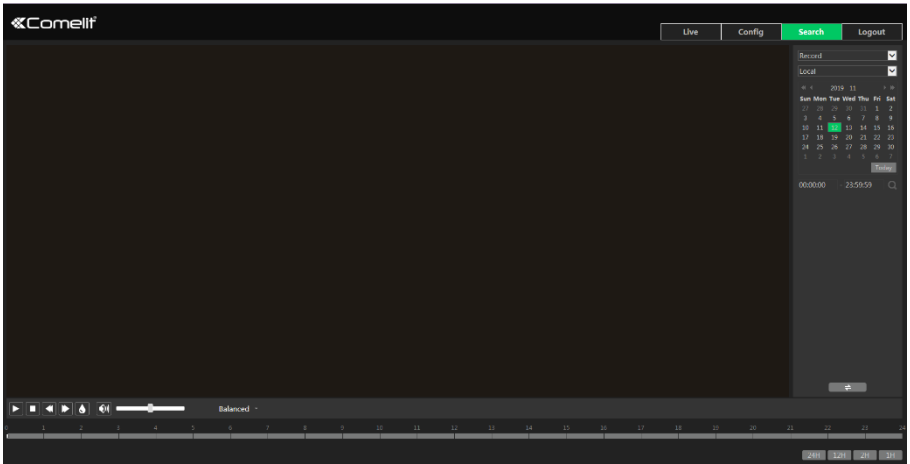 Comelit
Live Config Search Logout
Record
Local
2019 11
Sun Mon Tue Wed Thu Fri Sat
27 28 29 30 31 1 2
3 4 5 6 7 8 9
10 11 12 13 14 15 16
17 18 19 20 21 22 23
24 25 26 27 28 29 30
1 2 3 4 5 6 7
Today
00:00:00 - 23:59:59
Balanced
0 1 2 3 4 5 6 7 8 9 10 11 12 13 14 15 16 17 18 19 20 21 22 23 24
24H 12H 2H 1H